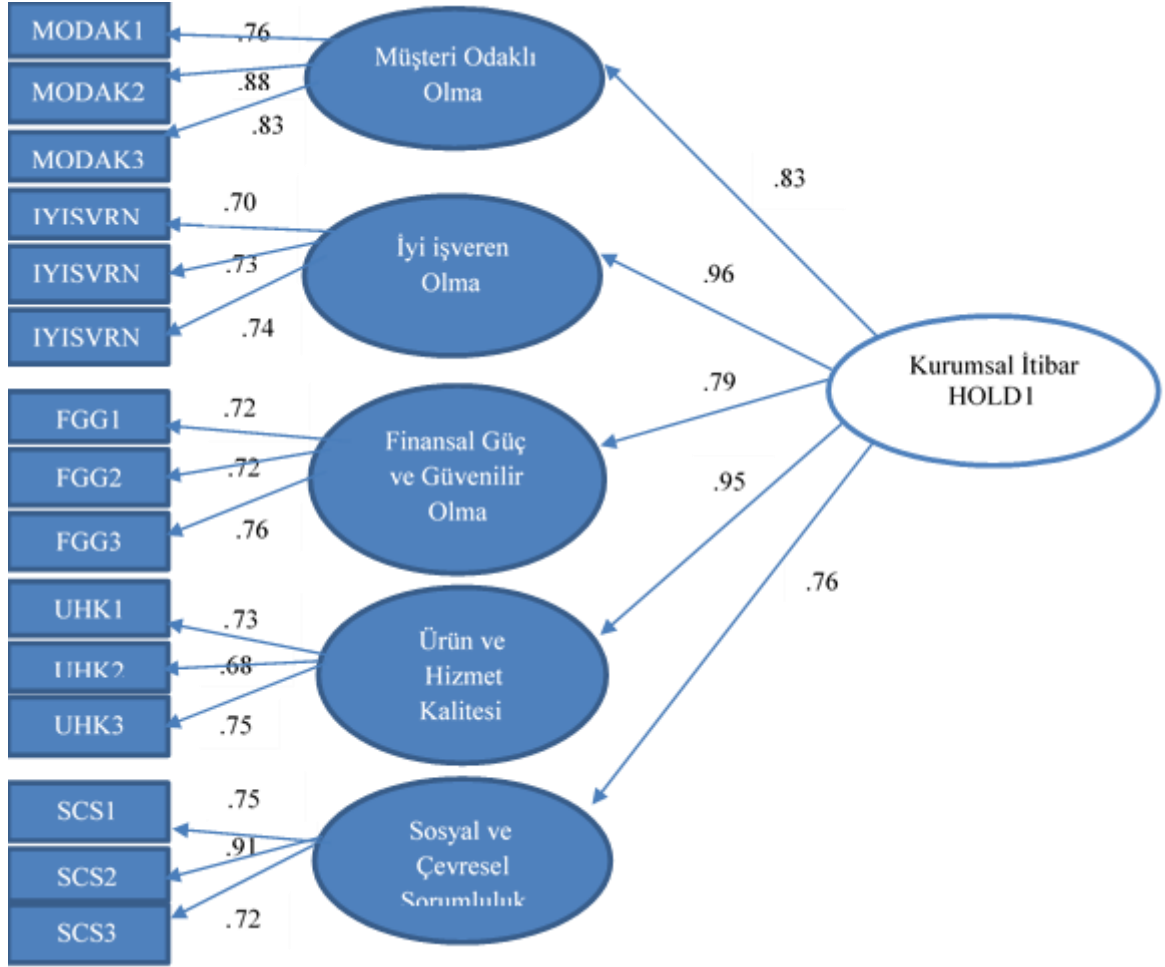 MODAK1
MODAK2
MODAK3
IYISVRN
IYISVRN
IYISVRN
FGG1
FGG2
FGG3
UHK1
UHK2
UHK3
SCS1
SCS2
SCS3
.76
.88
.83
.70
.73
.74
.72
.72
.76
.73
.68
.75
.75
.91
.72
Müşteri Odaklı
Olma
İyi işveren
Olma
Finansal Güç
ve Güvenilir
Olma
Ürün ve
Hizmet
Kalitesi
Sosyal ve
Çevresel
Sorumluluk
.83
.96
.79
.95
.76
Kurumsal İtibar
HOLD1